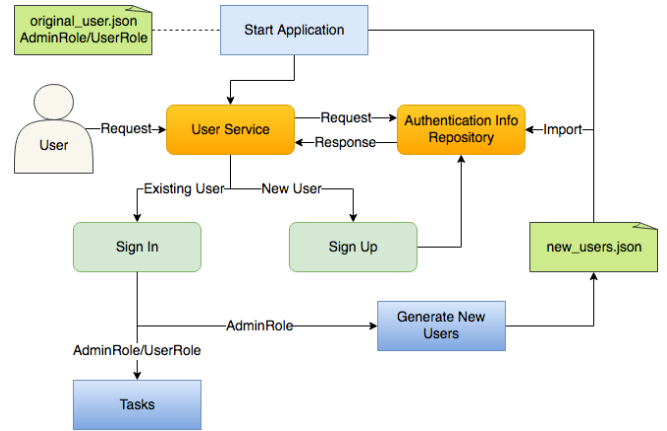 original_user.json
AdminRole/UserRole
Start Application
User
Request
User Service
Request
Response
Authentication Info
Repository
Import
Existing User
New User
Sign In
Sign Up
new_users.json
AdminRole
Generate New
Users
AdminRole/UserRole
Tasks